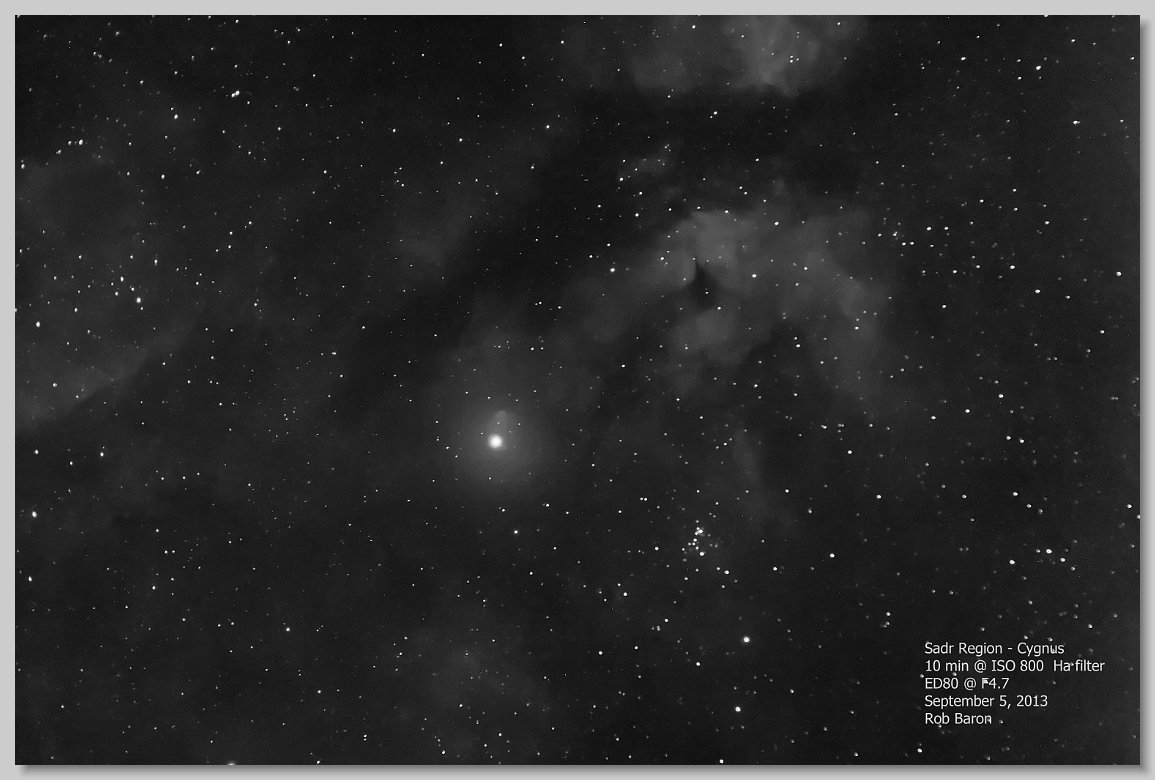 Sadr Region - Cygnus
10 min @ ISO 800  Ha filter
ED80 @ F4.7
September 5, 2013
Rob Baron